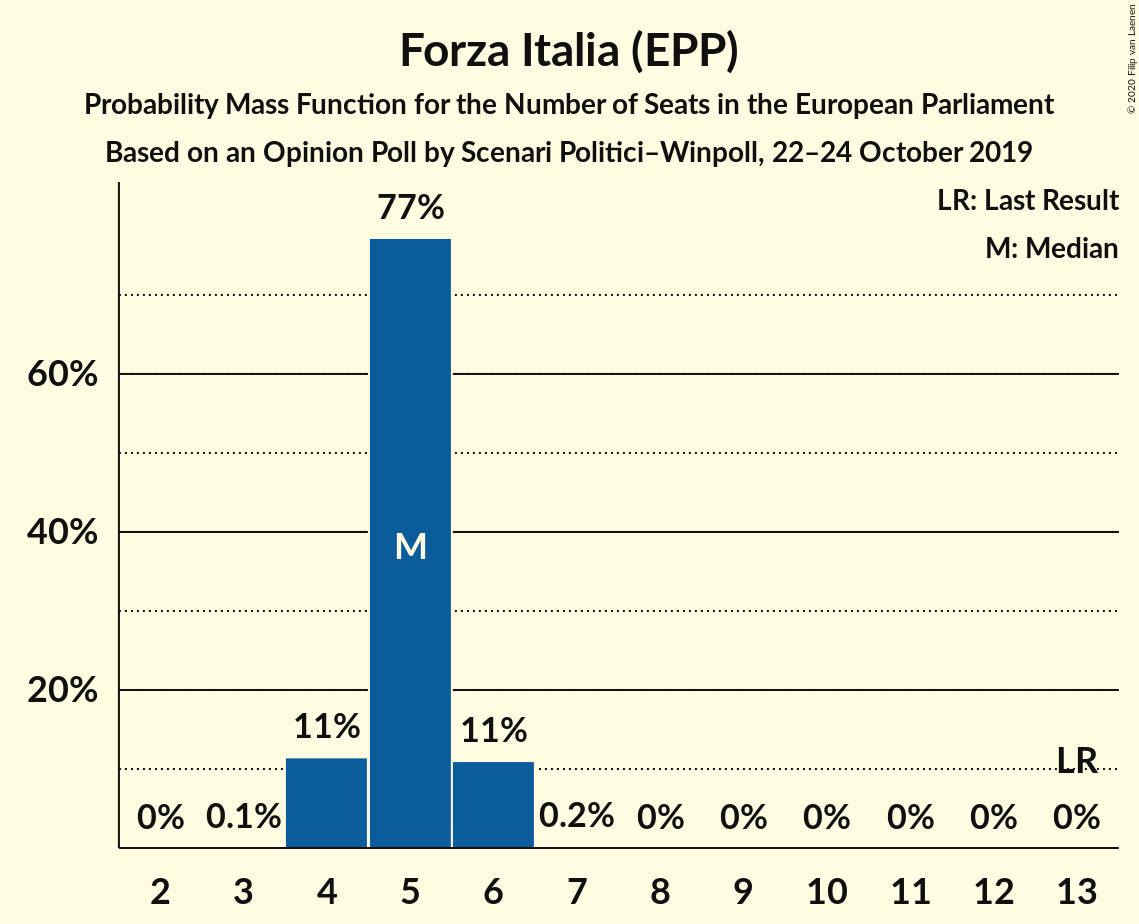 Forza Italia (EPP)
Probability Mass Function for the Number of Seats in the European Parliament
Based on an Opinion Poll by Scenari Politici–Winpoll, 22–24 October 2019
© 2020 Filip van Laenen
LR: Last Result
M: Median
77%
60%
40%
M
20%
11% 11%
LR
0% 0.1% 0.2% 0% 0% 0% 0% 0% 0%
2 3 4 5 6 7 8 9 10 11 12 13